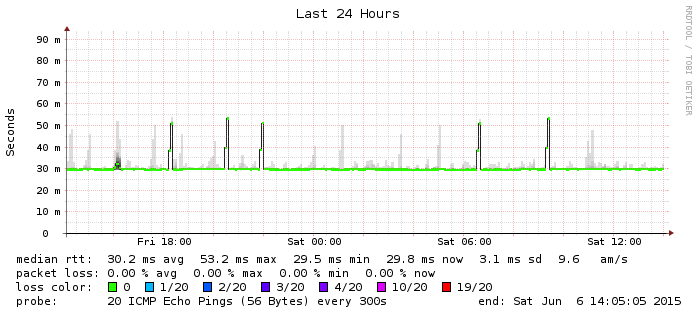 Last 24 Hours
RRDTOOL / TOBI OETIKER
Seconds
90 m
80 m
70 m
60 m
50 m
40 m
30 m
20 m
10 m
0
Fri 18:00 Sat 00:00 Sat 06:00 Sat 12:00
median rtt: 30.2 ms avg 53.2 ms max 29.5 ms min 29.8 ms now 3.1 ms sd 9.6 am/s
packet loss: 0.00 % avg 0.00 % max 0.00 % min 0.00 % now
loss color: 0 1/20 2/20 3/20 4/20 10/20 19/20
probe: 20 ICMP Echo Pings (56 Bytes) every 300s end: Sat Jun 6 14:05:05 2015